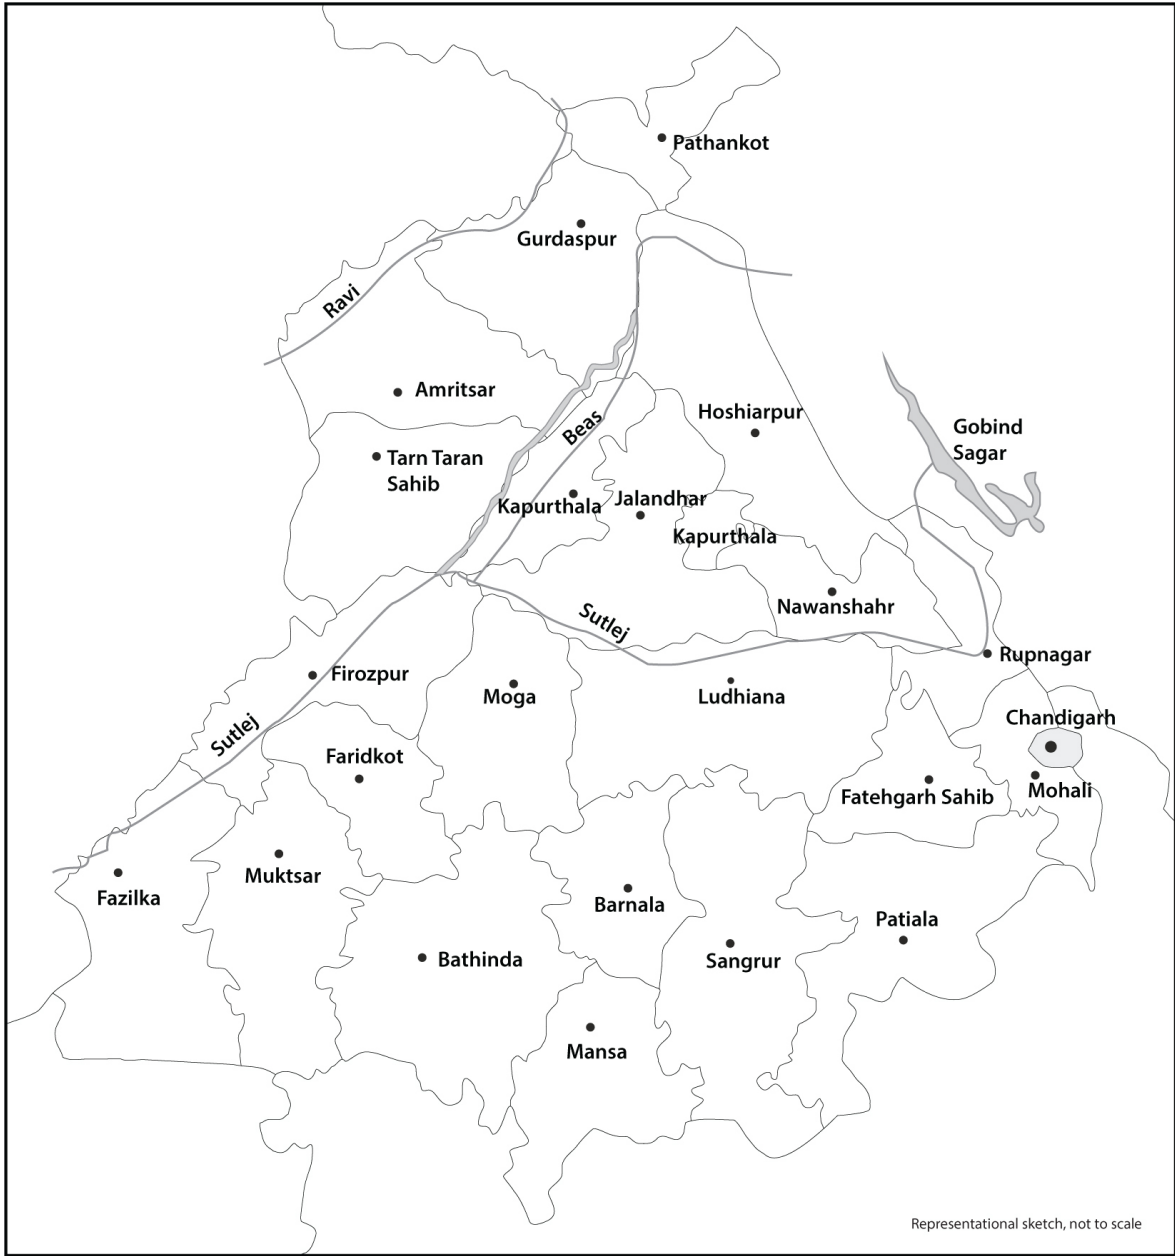 Pathankot
Gurdaspur
Ravi
Amritsar
Hoshiarpur
Beas
Gobind
Sagar
Tarn Taran
Sahib
Kapurthala
Jalandhar
Kapurthala
Nawanshahr
Sutlej
Rupnagar
Firozpur
Moga
Ludhiana
Chandigarh
Sutlej
Faridkot
Mohali
Fatehgarh Sahib
Muktsar
Fazilka
Barnala
Patiala
Bathinda
Sangrur
Mansa
Representational sketch, not to scale